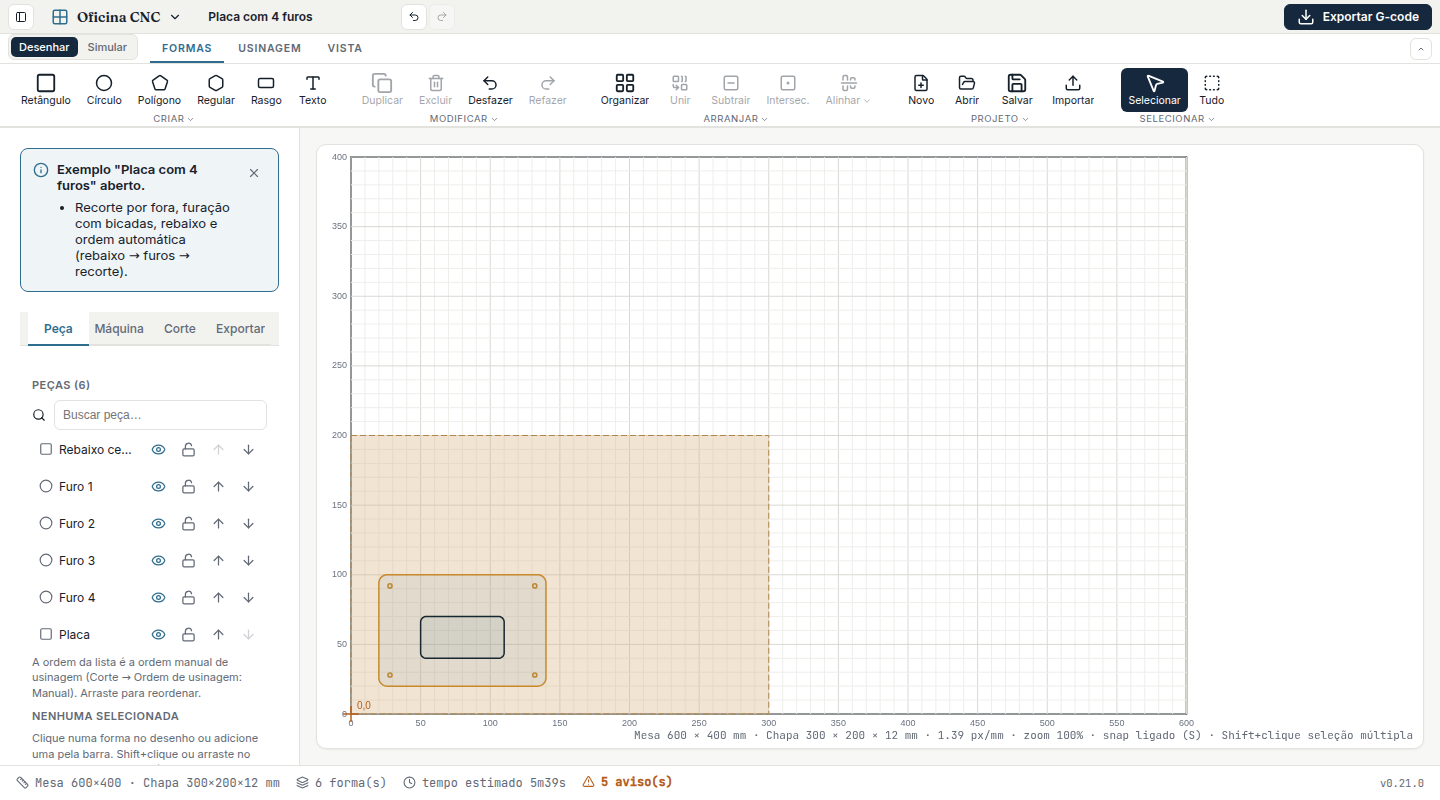 Oficina CNC
Placa com 4 furos
Exportar G-code
Desenhar
Simular
FORMAS
USINAGEM
VISTA
Retângulo
Círculo
Polígono
Regular
Rasgo
Texto
Duplicar
Excluir
Desfazer
Refazer
Organizar
Unir
Subtrair
Intersec.
Alinhar
Novo
Abrir
Salvar
Importar
Selecionar
Tudo
CRIAR
MODIFICAR
ARRANJAR
PROJETO
SELECIONAR
Exemplo "Placa com 4
furos" aberto.
• Recorte por fora, furação
com bicadas, rebaixo e
ordem automática
(rebaixo → furos →
recorte).
Peça
Máquina
Corte
Exportar
PEÇAS (6)
Buscar peça…
Rebaixo ce…
Furo 1
Furo 2
Furo 3
Furo 4
Placa
A ordem da lista é a ordem manual de
usinagem (Corte → Ordem de usinagem:
Manual). Arraste para reordenar.
NENHUMA SELECIONADA
Clique numa forma no desenho ou adicione
uma pela barra. Shift+clique ou arraste no
400
350
300
250
200
150
100
50
0
0,0
0
50
100
150
200
250
300
350
400
450
500
550
600
Mesa 600 × 400 mm · Chapa 300 × 200 × 12 mm · 1.39 px/mm · zoom 100% · snap ligado (S) · Shift+clique seleção múltipla
Mesa 600×400 · Chapa 300×200×12 mm
6 forma(s)
tempo estimado 5m39s
5 aviso(s)
v0.21.0